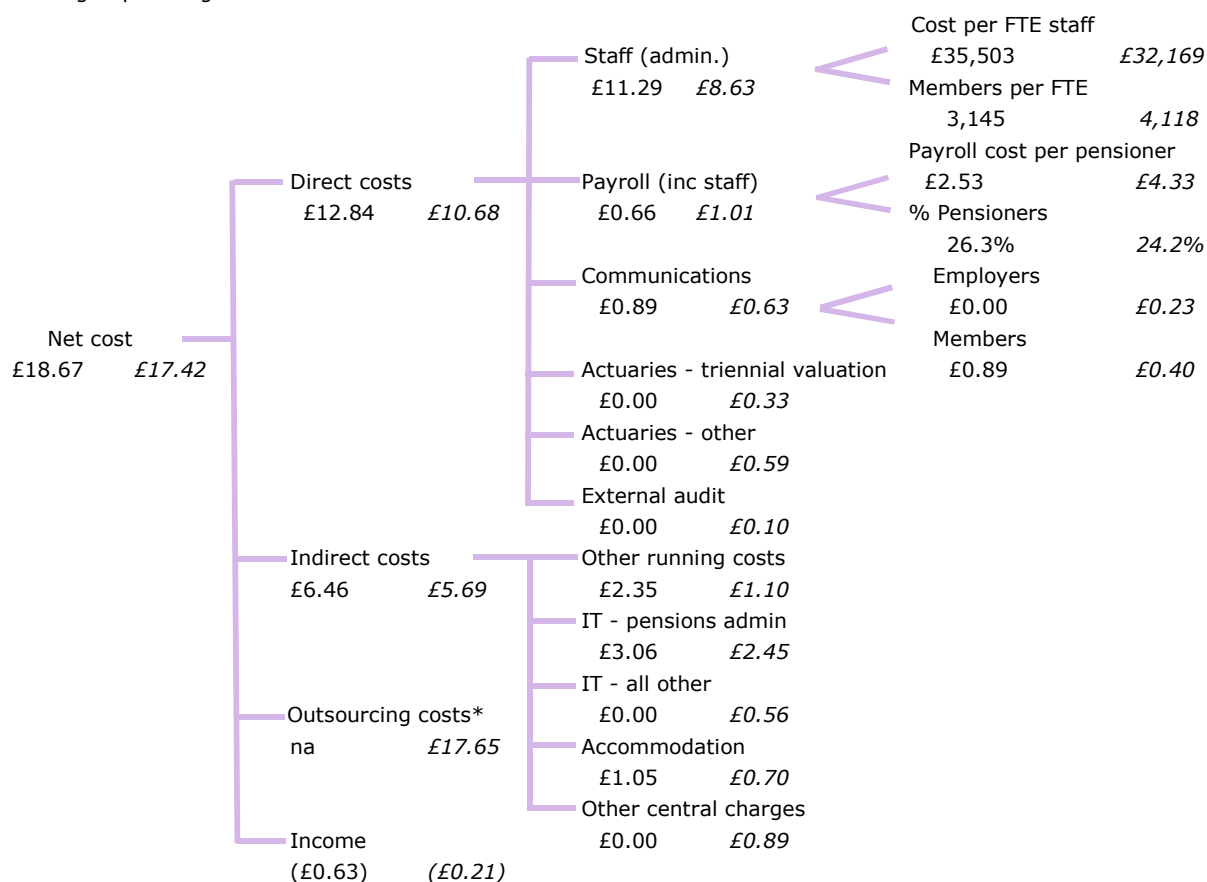 Cost per FTE staff
Staff (admin.) £35,503 £32,169
£11.29 £8.63 Members per FTE
3,145 4,118
Payroll cost per pensioner
Direct costs Payroll (inc staff) £2.53 £4.33
£12.84 £10.68 £0.66 £1.01 % Pensioners
26.3% 24.2%
Communications Employers
£0.89 £0.63 £0.00 £0.23
Net cost Members
£18.67 £17.42 Actuaries - triennial valuation £0.89 £0.40
£0.00 £0.33
Actuaries - other
£0.00 £0.59
External audit
£0.00 £0.10
Indirect costs Other running costs
£6.46 £5.69 £2.35 £1.10
IT - pensions admin
£3.06 £2.45
IT - all other
Outsourcing costs* £0.00 £0.56
na £17.65 Accommodation
£1.05 £0.70
Other central charges
Income £0.00 £0.89
(£0.63) (£0.21)